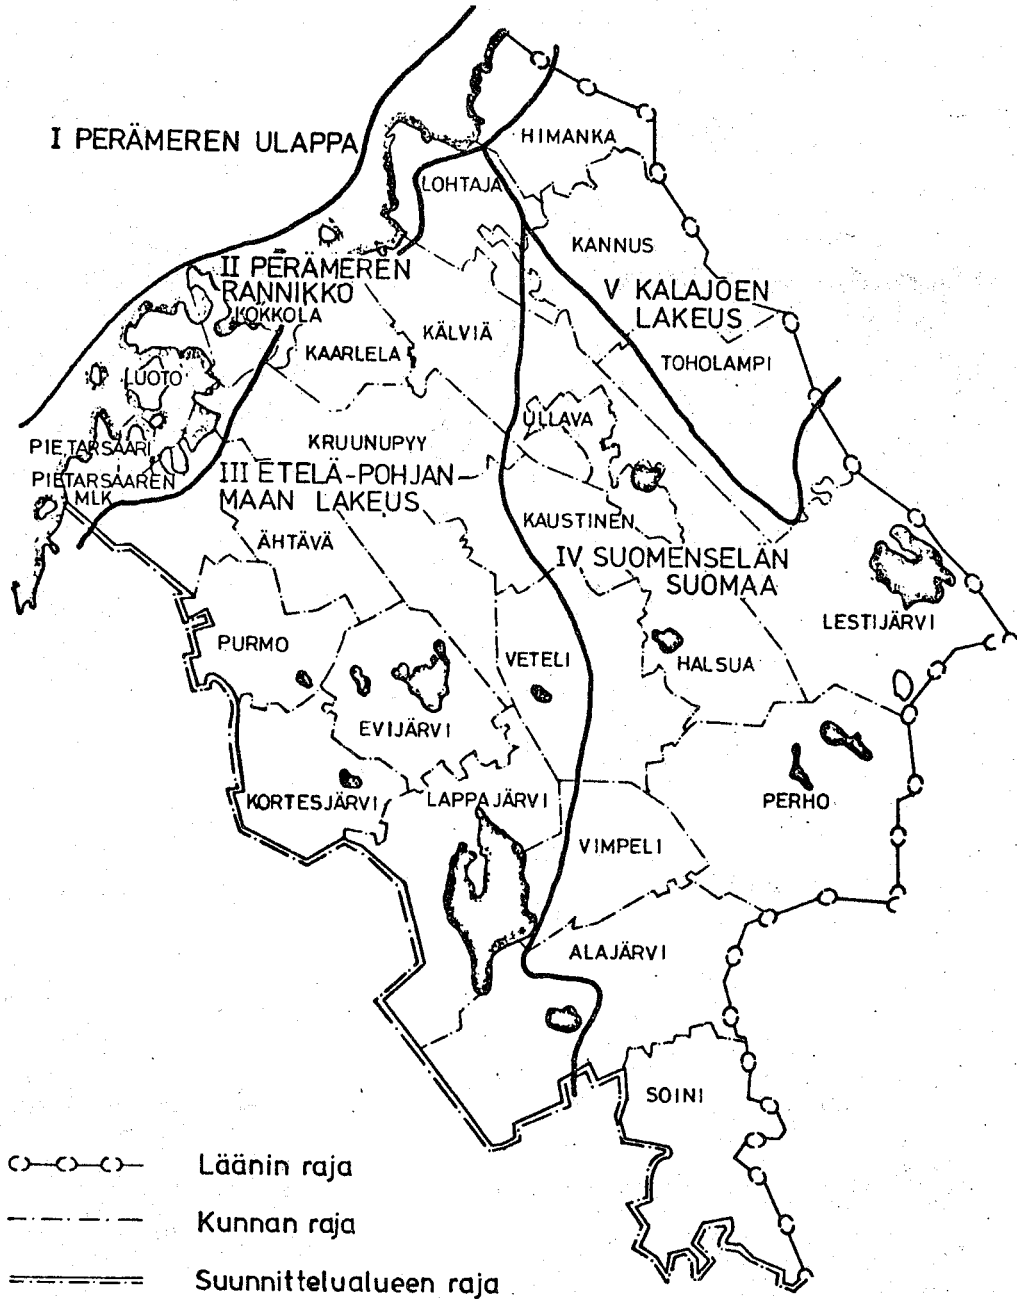 I PERÄMEREN ULAPPA
HIMANKA
LOHTAJA
KANNUS
II PERÄMEREN
RANNIKKO
V KALAJOEN
LAKEUS
KOKKOLA
KÄLVIÄ
KAARLELA
TOHOLAMPI
LUOTO
ULLAVA
PIETARSAARI
KRUUNUPYY
PIETARSAAREN
MLK
III ETELÄ-POHJAN-
MAAN LAKEUS
KAUSTINEN
ÄHTÄVÄ
IV SUOMENSELÄN
SUOMAA
LESTIJÄRVI
PURMO
VETELI
HALSUA
EVIJÄRVI
KORTESJÄRVI
LAPPAJÄRVI
PERHO
VIMPELI
ALAJÄRVI
SOINI
Läänin raja
Kunnan raja
Suunnittelualueen raja